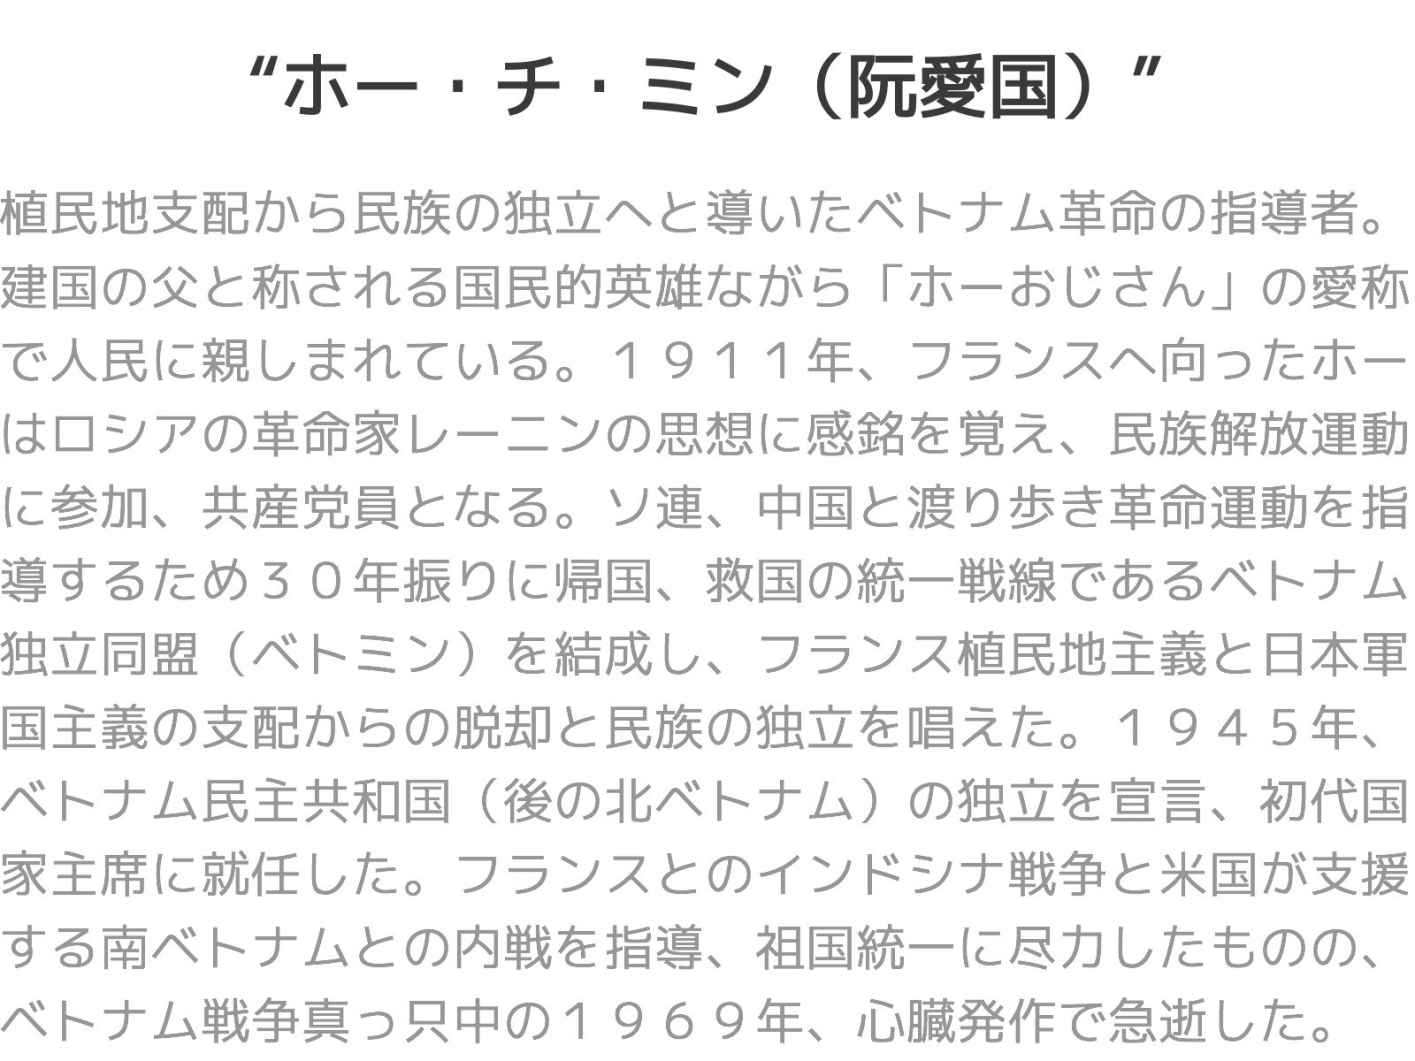 “ホー・チ・ミン（阮愛国）”
植民地支配から民族の独立へと導いたベトナム革命の指導者。
建国の父と称される国民的英雄ながら「ホーおじさん」の愛称
で人民に親しまれている。１９１１年、フランスへ向ったホー
はロシアの革命家レーニンの思想に感銘を覚え、民族解放運動
に参加、共産党員となる。ソ連、中国と渡り歩き革命運動を指
導するため３０年振りに帰国、救国の統一戦線であるベトナム
独立同盟（ベトミン）を結成し、フランス植民地主義と日本軍
国主義の支配からの脱却と民族の独立を唱えた。１９４５年、
ベトナム民主共和国（後の北ベトナム）の独立を宣言、初代国
家主席に就任した。フランスとのインドシナ戦争と米国が支援
する南ベトナムとの内戦を指導、祖国統一に尽力したものの、
ベトナム戦争真っ只中の１９６９年、心臓発作で急逝した。